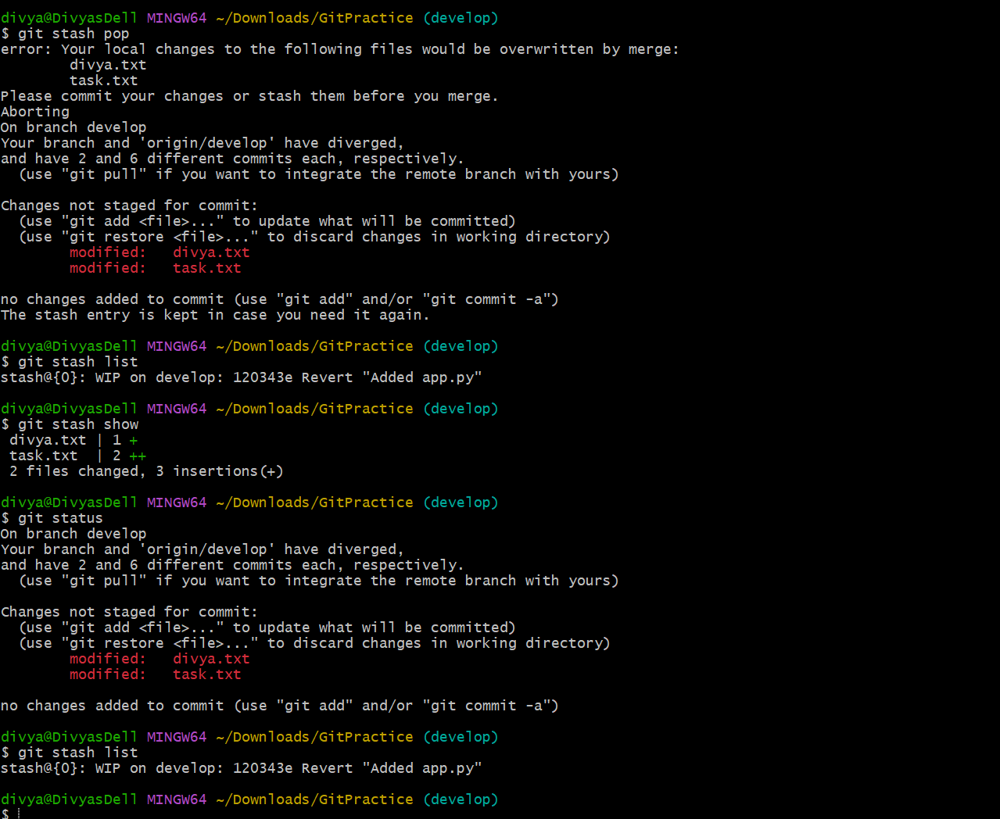 divya@DivyasDell MINGW64 ~/Downloads/GitPractice (develop)
$ git stash pop
error: Your local changes to the following files would be overwritten by merge:
        divya.txt
        task.txt
Please commit your changes or stash them before you merge.
Aborting
On branch develop
Your branch and 'origin/develop' have diverged,
and have 2 and 6 different commits each, respectively.
  (use "git pull" if you want to integrate the remote branch with yours)

Changes not staged for commit:
  (use "git add <file>..." to update what will be committed)
  (use "git restore <file>..." to discard changes in working directory)
        modified:   divya.txt
        modified:   task.txt

no changes added to commit (use "git add" and/or "git commit -a")
The stash entry is kept in case you need it again.

divya@DivyasDell MINGW64 ~/Downloads/GitPractice (develop)
$ git stash list
stash@{0}: WIP on develop: 120343e Revert "Added app.py"

divya@DivyasDell MINGW64 ~/Downloads/GitPractice (develop)
$ git stash show
 divya.txt | 1 +
 task.txt  | 2 ++
 2 files changed, 3 insertions(+)

divya@DivyasDell MINGW64 ~/Downloads/GitPractice (develop)
$ git status
On branch develop
Your branch and 'origin/develop' have diverged,
and have 2 and 6 different commits each, respectively.
  (use "git pull" if you want to integrate the remote branch with yours)

Changes not staged for commit:
  (use "git add <file>..." to update what will be committed)
  (use "git restore <file>..." to discard changes in working directory)
        modified:   divya.txt
        modified:   task.txt

no changes added to commit (use "git add" and/or "git commit -a")

divya@DivyasDell MINGW64 ~/Downloads/GitPractice (develop)
$ git stash list
stash@{0}: WIP on develop: 120343e Revert "Added app.py"

divya@DivyasDell MINGW64 ~/Downloads/GitPractice (develop)
$